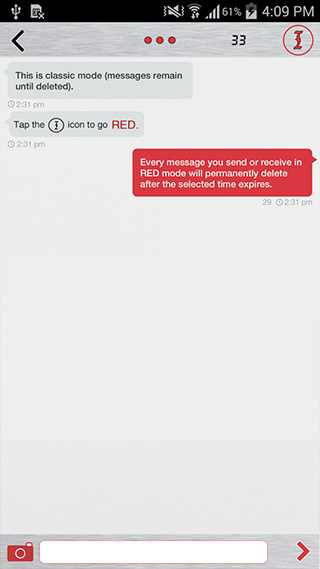 61% 4:09 PM
33
This is classic mode (messages remain
until deleted).
2:31 pm
Tap the icon to go RED.
2:31 pm
Every message you send or receive in
RED mode will permanently delete
after the selected time expires.
29 2:31 pm